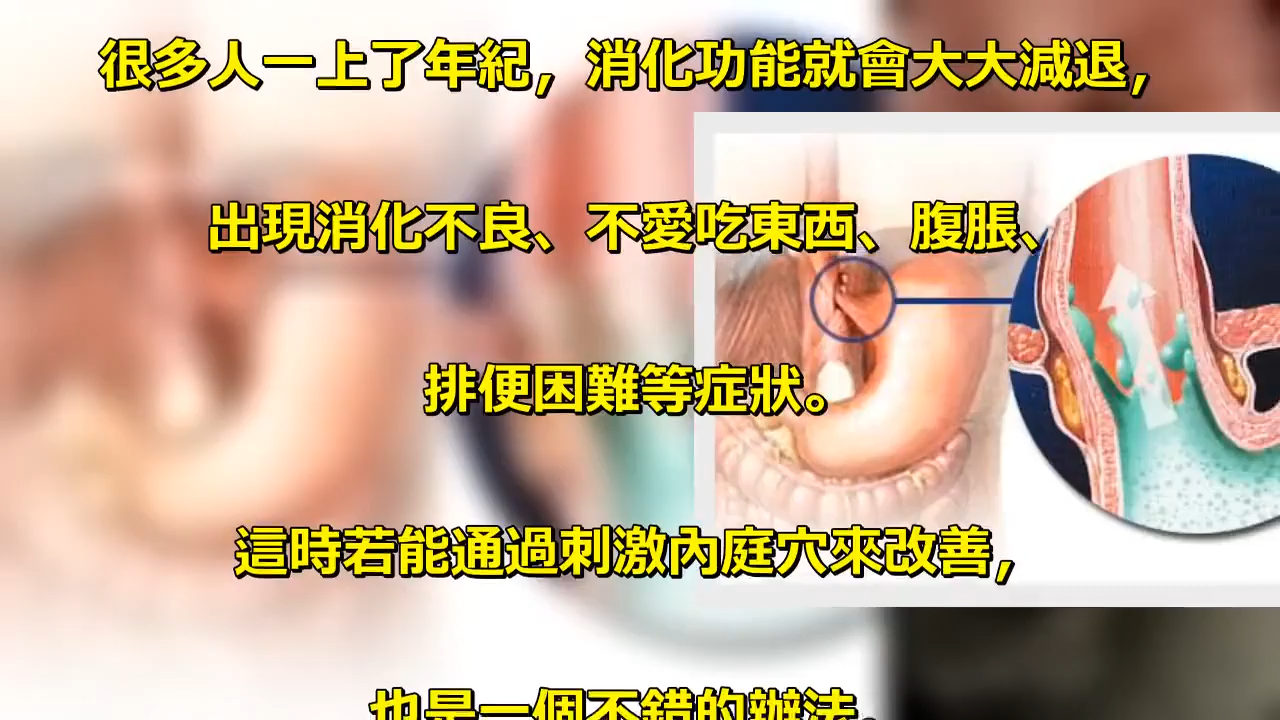 很多人一上了年紀，消化功能就會大大減退，
出現消化不良、不愛吃東西、腹脹、
排便困難等症狀。
這時若能通過刺激內庭穴來改善，
也是一個不錯的辦法。